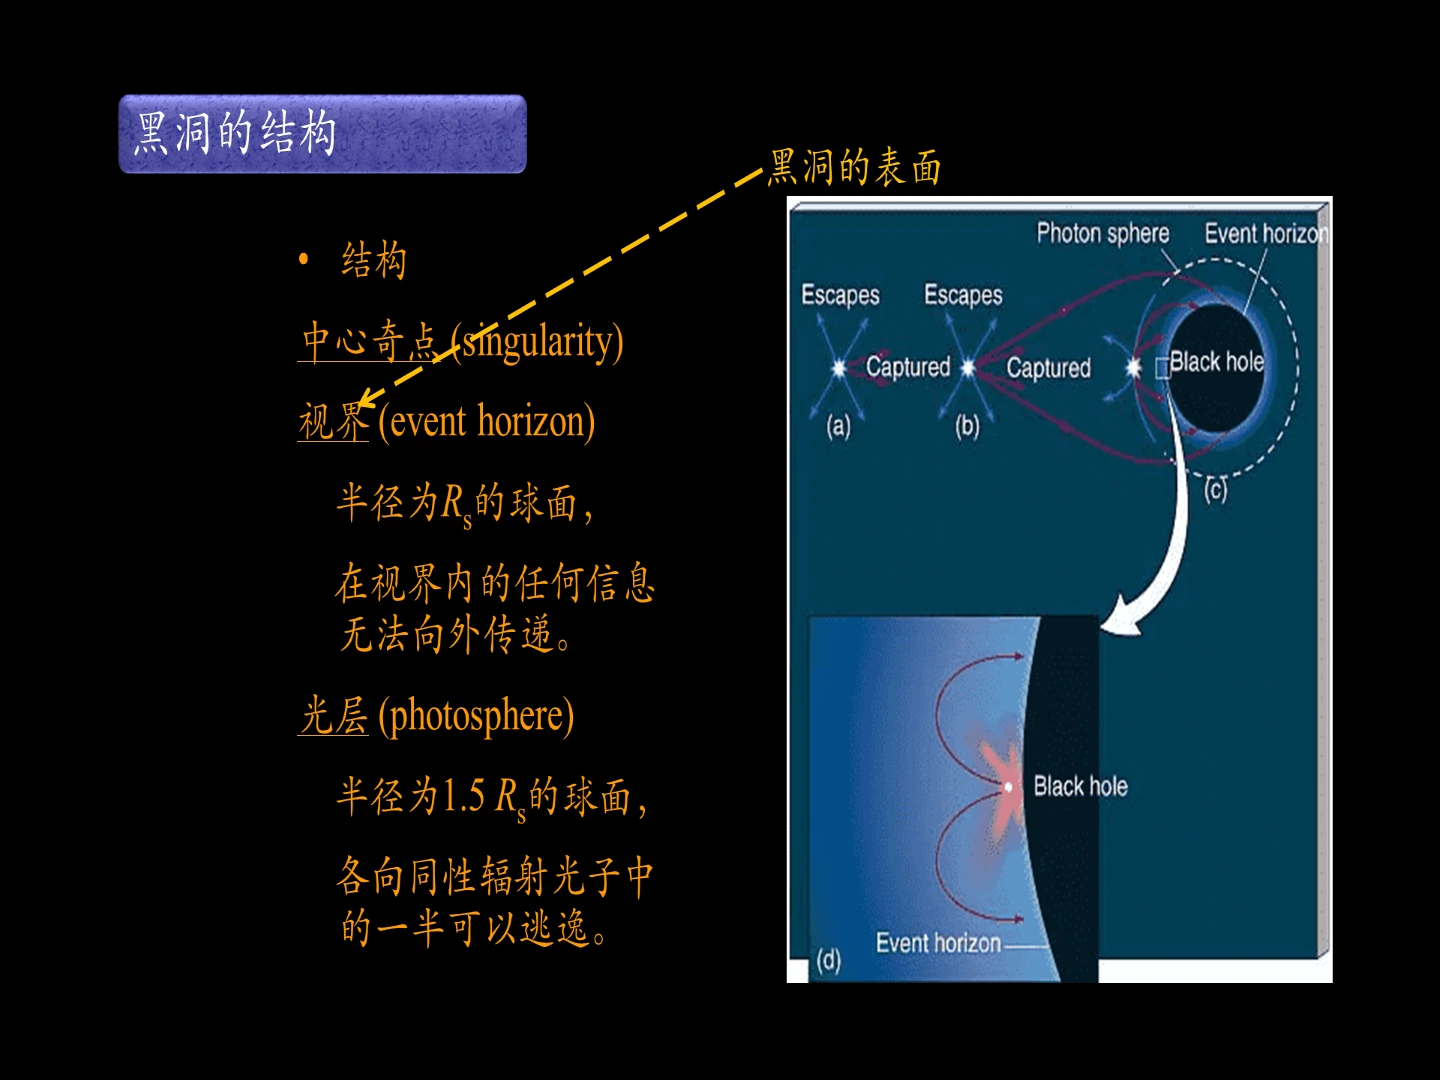 黑洞的结构
黑洞的表面
• 结构
中心奇点 (singularity)
视界 (event horizon)
半径为Rs的球面，
在视界内的任何信息
无法向外传递。
光层 (photosphere)
半径为1.5 Rs的球面，
各向同性辐射光子中
的一半可以逃逸。
Photon sphere
Event horizon
Escapes
Escapes
Captured
Captured
Black hole
(a)
(b)
(c)
Black hole
Event horizon
(d)